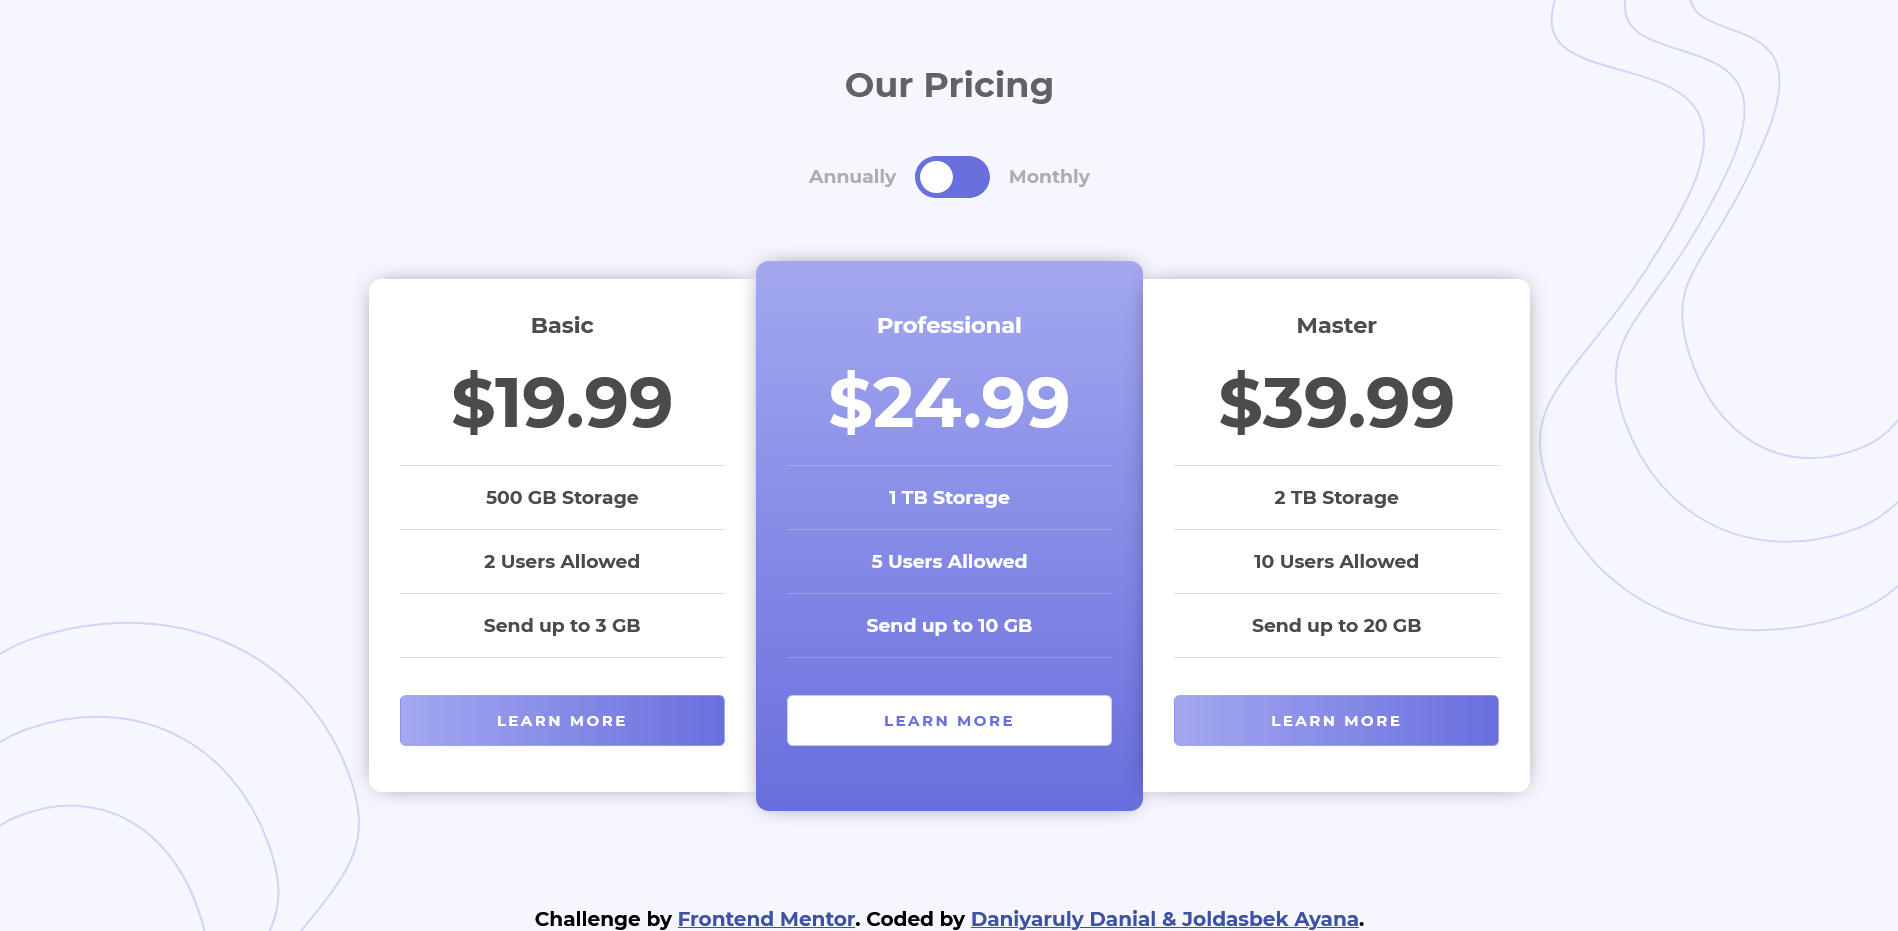 Our Pricing
Annually Monthly
Basic
$19.99
500 GB Storage
2 Users Allowed
Send up to 3 GB
LEARN MORE
Professional
$24.99
1 TB Storage
5 Users Allowed
Send up to 10 GB
LEARN MORE
Master
$39.99
2 TB Storage
10 Users Allowed
Send up to 20 GB
LEARN MORE
Challenge by Frontend Mentor. Coded by Daniyaruly Danial & Joldasbek Ayana.